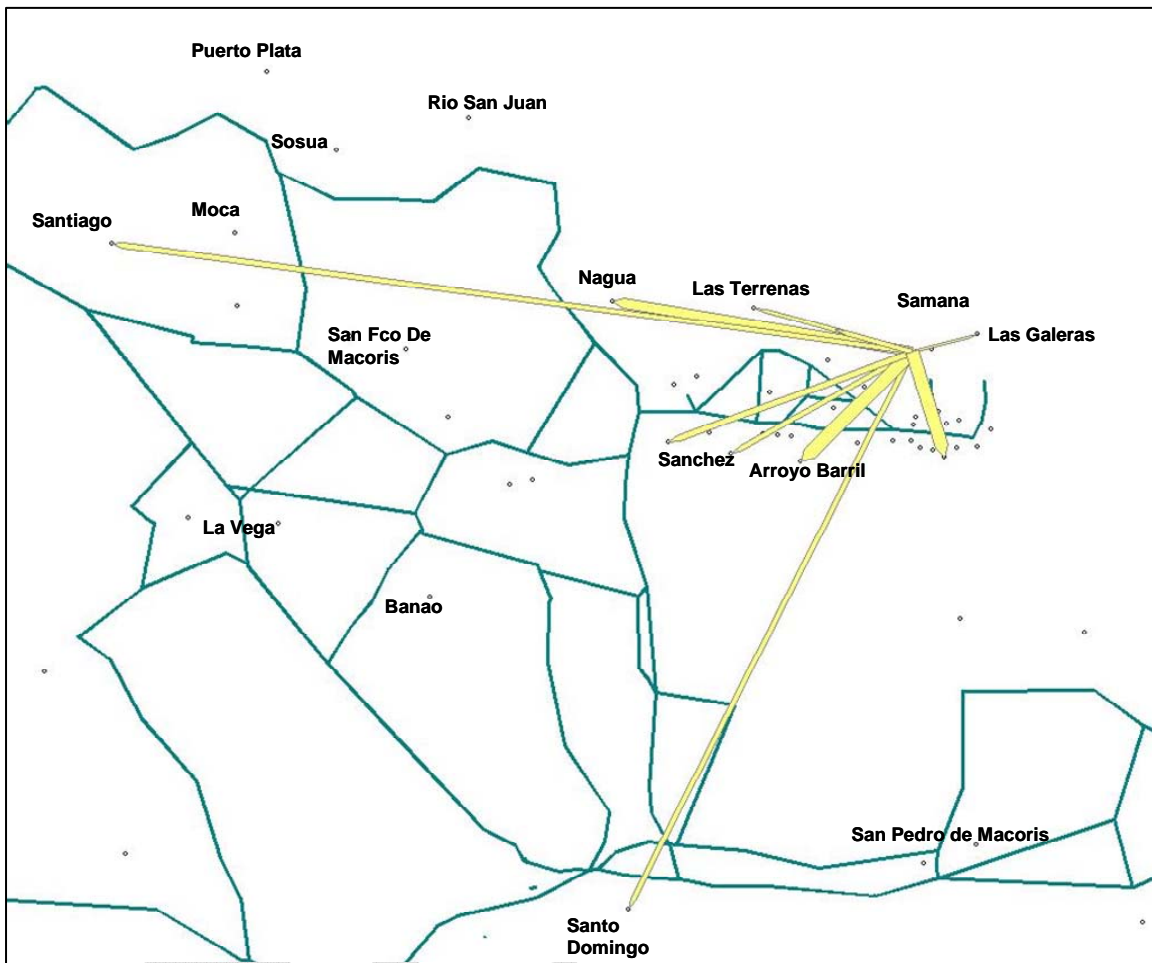 Puerto Plata
Rio San Juan
Sosua
Moca
Santiago
Nagua
Las Terrenas
Samana
Las Galeras
San Fco De
Macoris
Sanchez
Arroyo Barril
La Vega
Banao
San Pedro de Macoris
Santo
Domingo